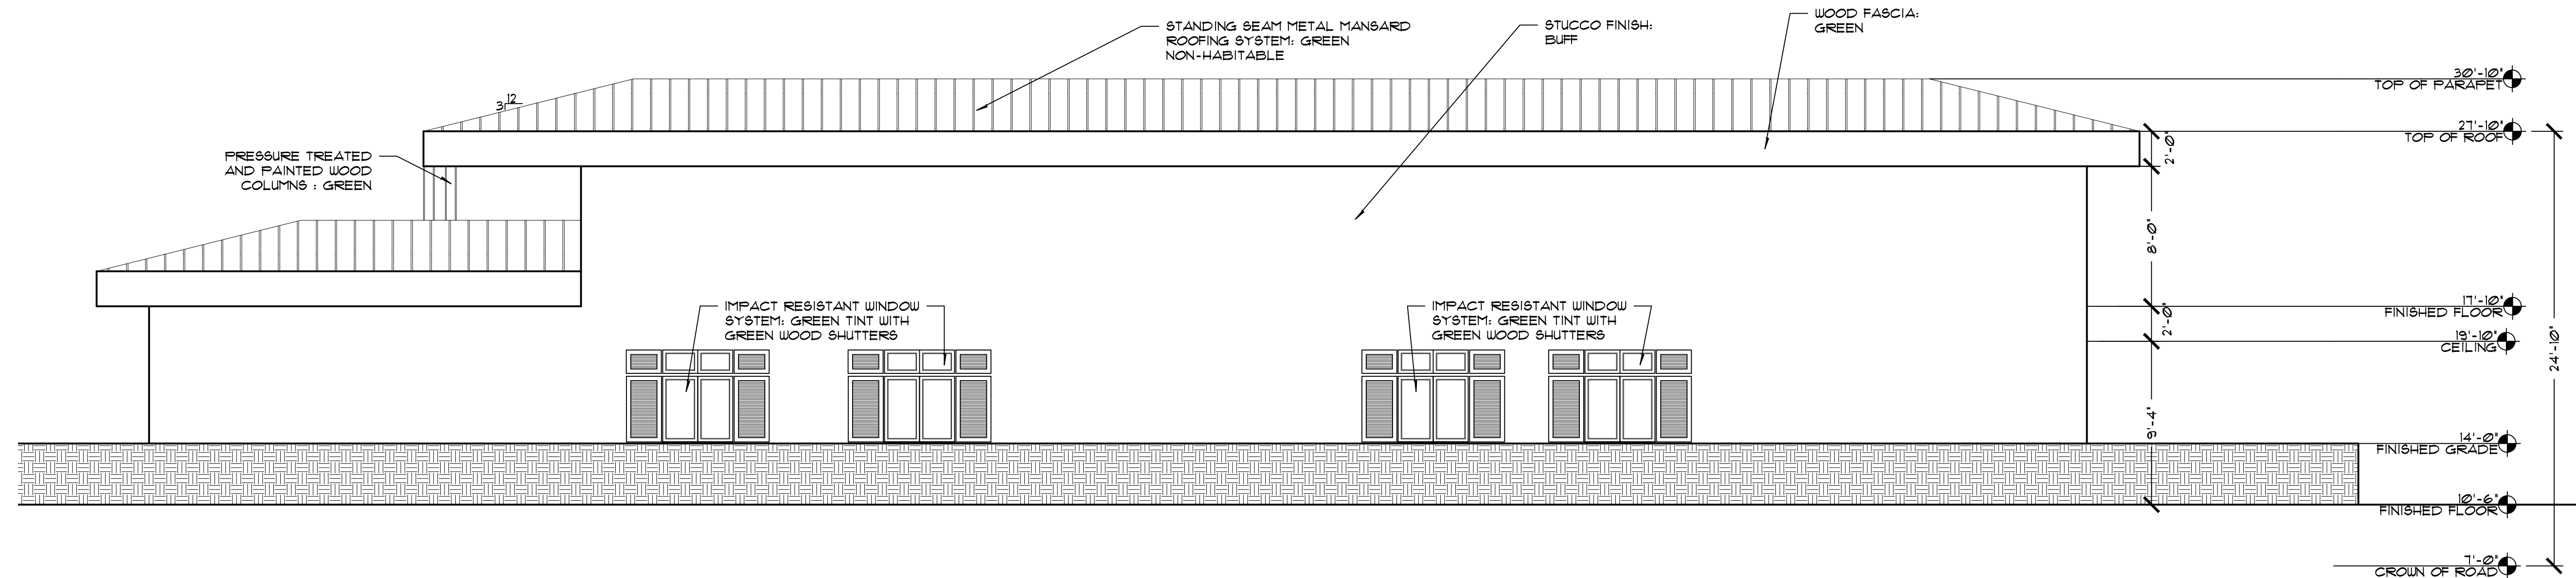 STANDING SEAM METAL MANSARD
ROOFING SYSTEM: GREEN
NON-HABITABLE
STUCCO FINISH:
BUFF
WOOD FASCIA:
GREEN
3
12
PRESSURE TREATED
AND PAINTED WOOD
COLUMNS : GREEN
IMPACT RESISTANT WINDOW
SYSTEM: GREEN TINT WITH
GREEN WOOD SHUTTERS
IMPACT RESISTANT WINDOW
SYSTEM: GREEN TINT WITH
GREEN WOOD SHUTTERS
2'-0"
8'-0"
2'-0"
9'-4"
30'-10"
TOP OF PARAPET
27'-10"
TOP OF ROOF
17'-10"
FINISHED FLOOR
19'-10"
CEILING
14'-0"
FINISHED GRADE
10'-6"
FINISHED FLOOR
7'-0"
CROWN OF ROAD
24'-10"